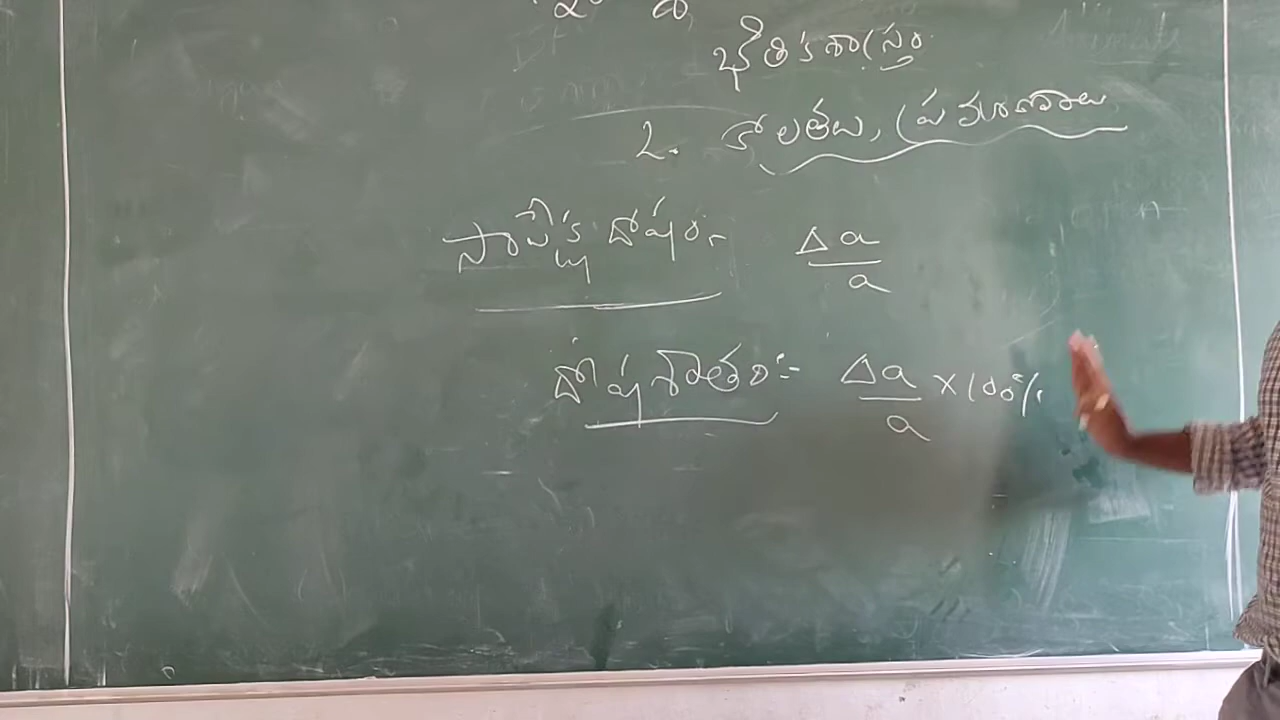 భౌతికశాస్త్రం
2. కోలతలు, ప్రమాణాలు
సాపేక్ష దోషం- Δa/a
దోషశాతం:- Δa/a × 100%